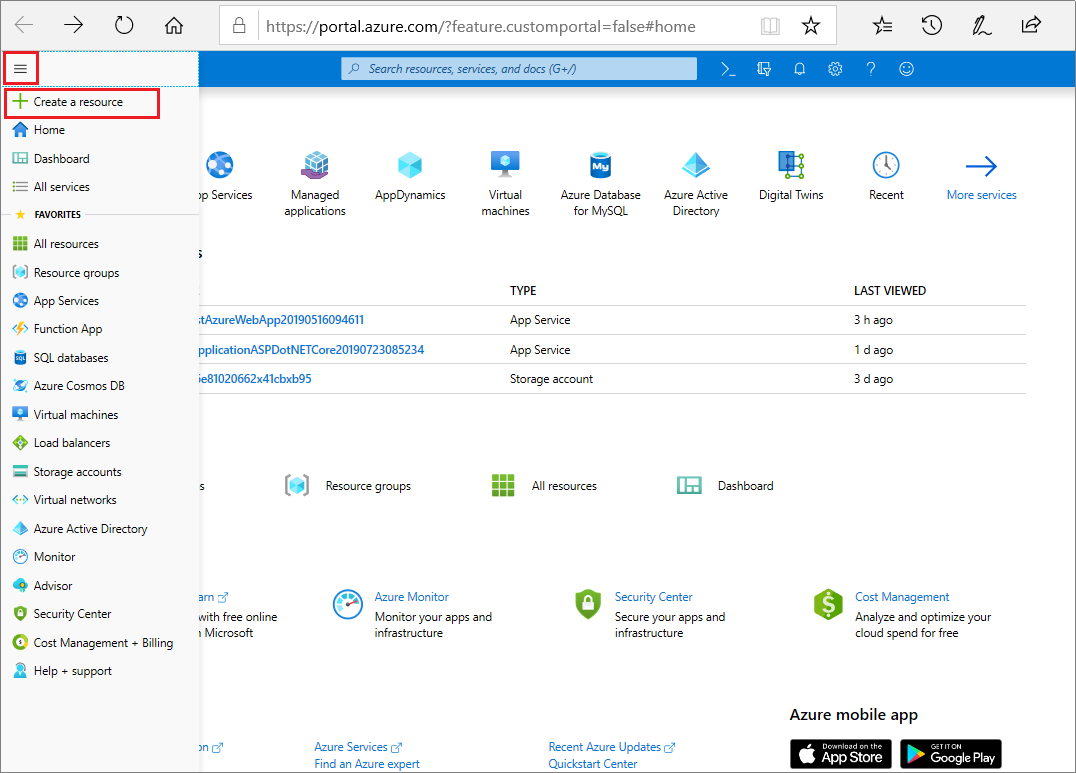 https://portal.azure.com/?feature.customportal=false#home
Search resources, services, and docs (G+/)
Create a resource
Home
Dashboard
All services
FAVORITES
All resources
Resource groups
App Services
Function App
SQL databases
Azure Cosmos DB
Virtual machines
Load balancers
Storage accounts
Virtual networks
Azure Active Directory
Monitor
Advisor
Security Center
Cost Management + Billing
Help + support
pp Services
Managed
applications
AppDynamics
Virtual
machines
My
Azure Database
for MySQL
Azure Active
Directory
Digital Twins
Recent
More services
s
TYPE
LAST VIEWED
stAzureWebApp20190516094611
App Service
3 h ago
pplicationASPDotNETCore20190723085234
App Service
1 d ago
5e81020662x41cbxb95
Storage account
3 d ago
s
Resource groups
All resources
Dashboard
arn
with free online
n Microsoft
Azure Monitor
Monitor your apps and
infrastructure
Security Center
Secure your apps and
infrastructure
Cost Management
Analyze and optimize your
cloud spend for free
on
Azure Services
Find an Azure expert
Recent Azure Updates
Quickstart Center
Azure mobile app
Download on the
App Store
GET IT ON
Google Play